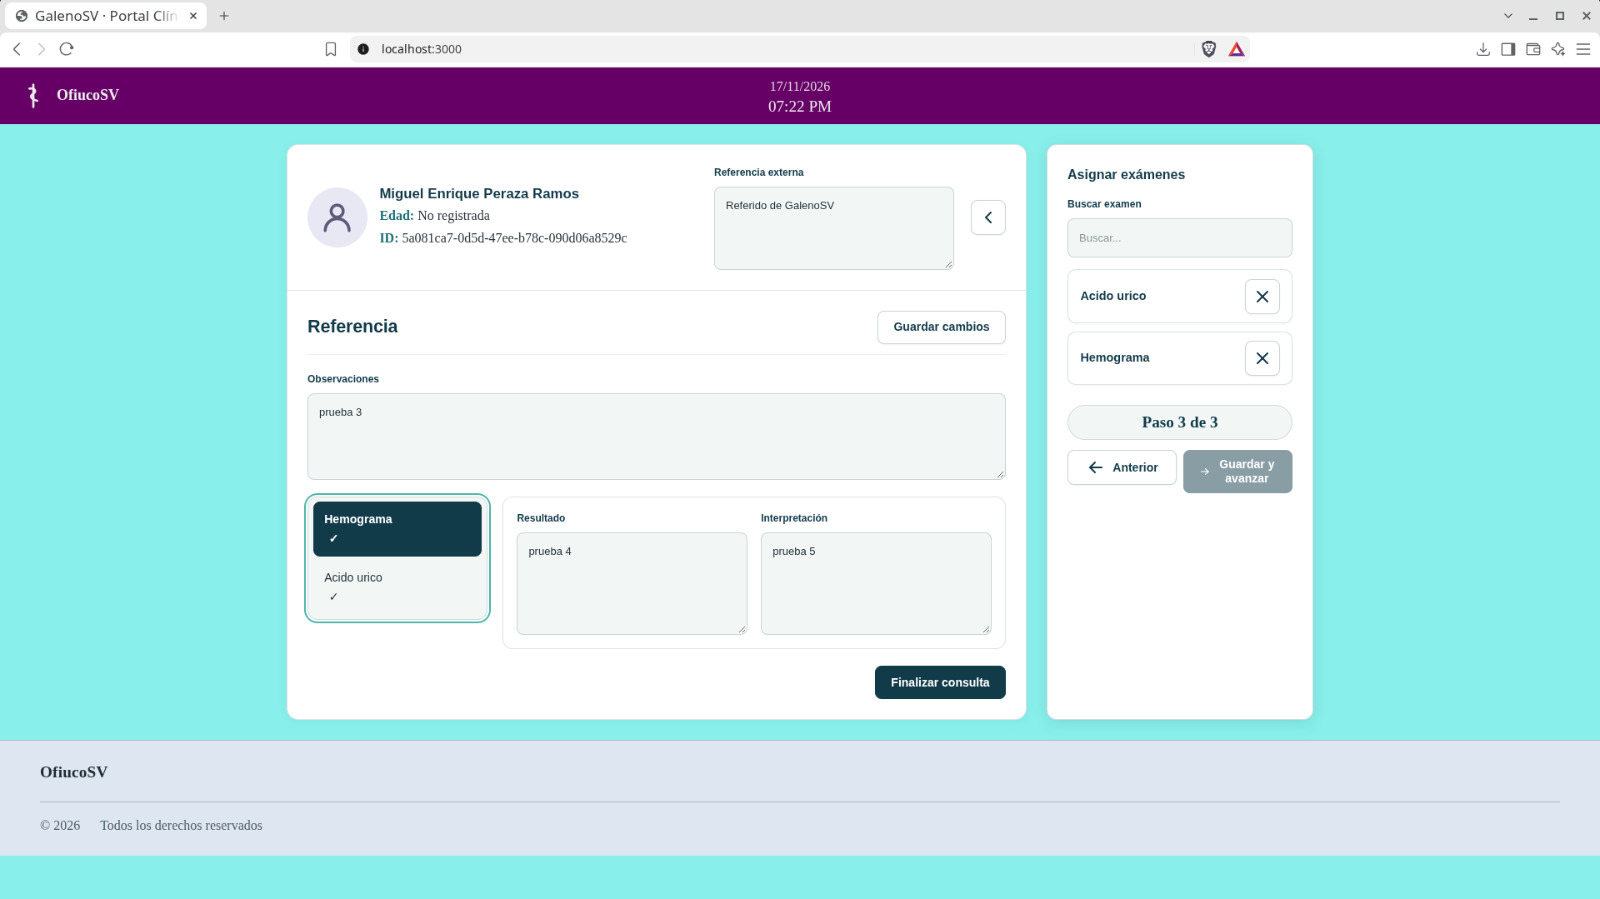 GalenoSV · Portal Clín
localhost:3000
OfiucoSV
17/11/2026
07:22 PM
Miguel Enrique Peraza Ramos
Edad: No registrada
ID: 5a081ca7-0d5d-47ee-b78c-090d06a8529c
Referencia externa
Referido de GalenoSV
Referencia
Guardar cambios
Observaciones
prueba 3
Hemograma
✓
Acido urico
✓
Resultado
prueba 4
Interpretación
prueba 5
Finalizar consulta
Asignar exámenes
Buscar examen
Buscar...
Acido urico
Hemograma
Paso 3 de 3
Anterior
Guardar y
avanzar
OfiucoSV
© 2026 Todos los derechos reservados